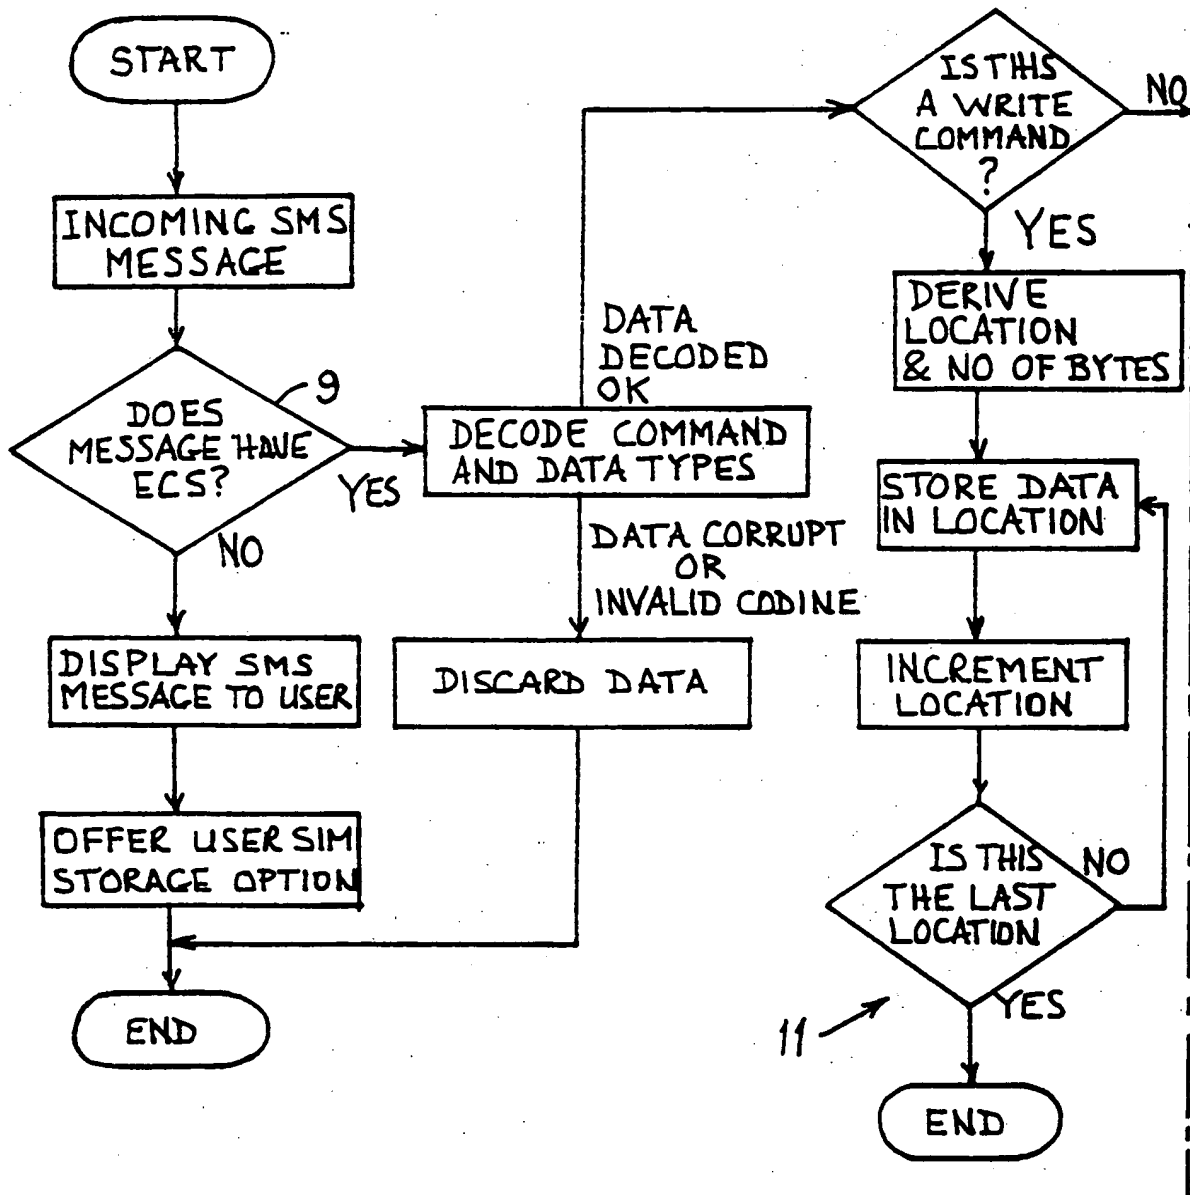 START
INCOMING SMS
MESSAGE
9
DOES
MESSAGE HAVE
ECS?
YES
NO
DISPLAY SMS
MESSAGE TO USER
OFFER USER SIM
STORAGE OPTION
END
DATA
DECODED
OK
DECODE COMMAND
AND DATA TYPES
DATA CORRUPT
OR
INVALID CODINE
DISCARD DATA
IS THIS
A WRITE
COMMAND
?
NO
YES
DERIVE
LOCATION
& NO OF BYTES
STORE DATA
IN LOCATION
INCREMENT
LOCATION
IS THIS
THE LAST
LOCATION
NO
YES
11
END